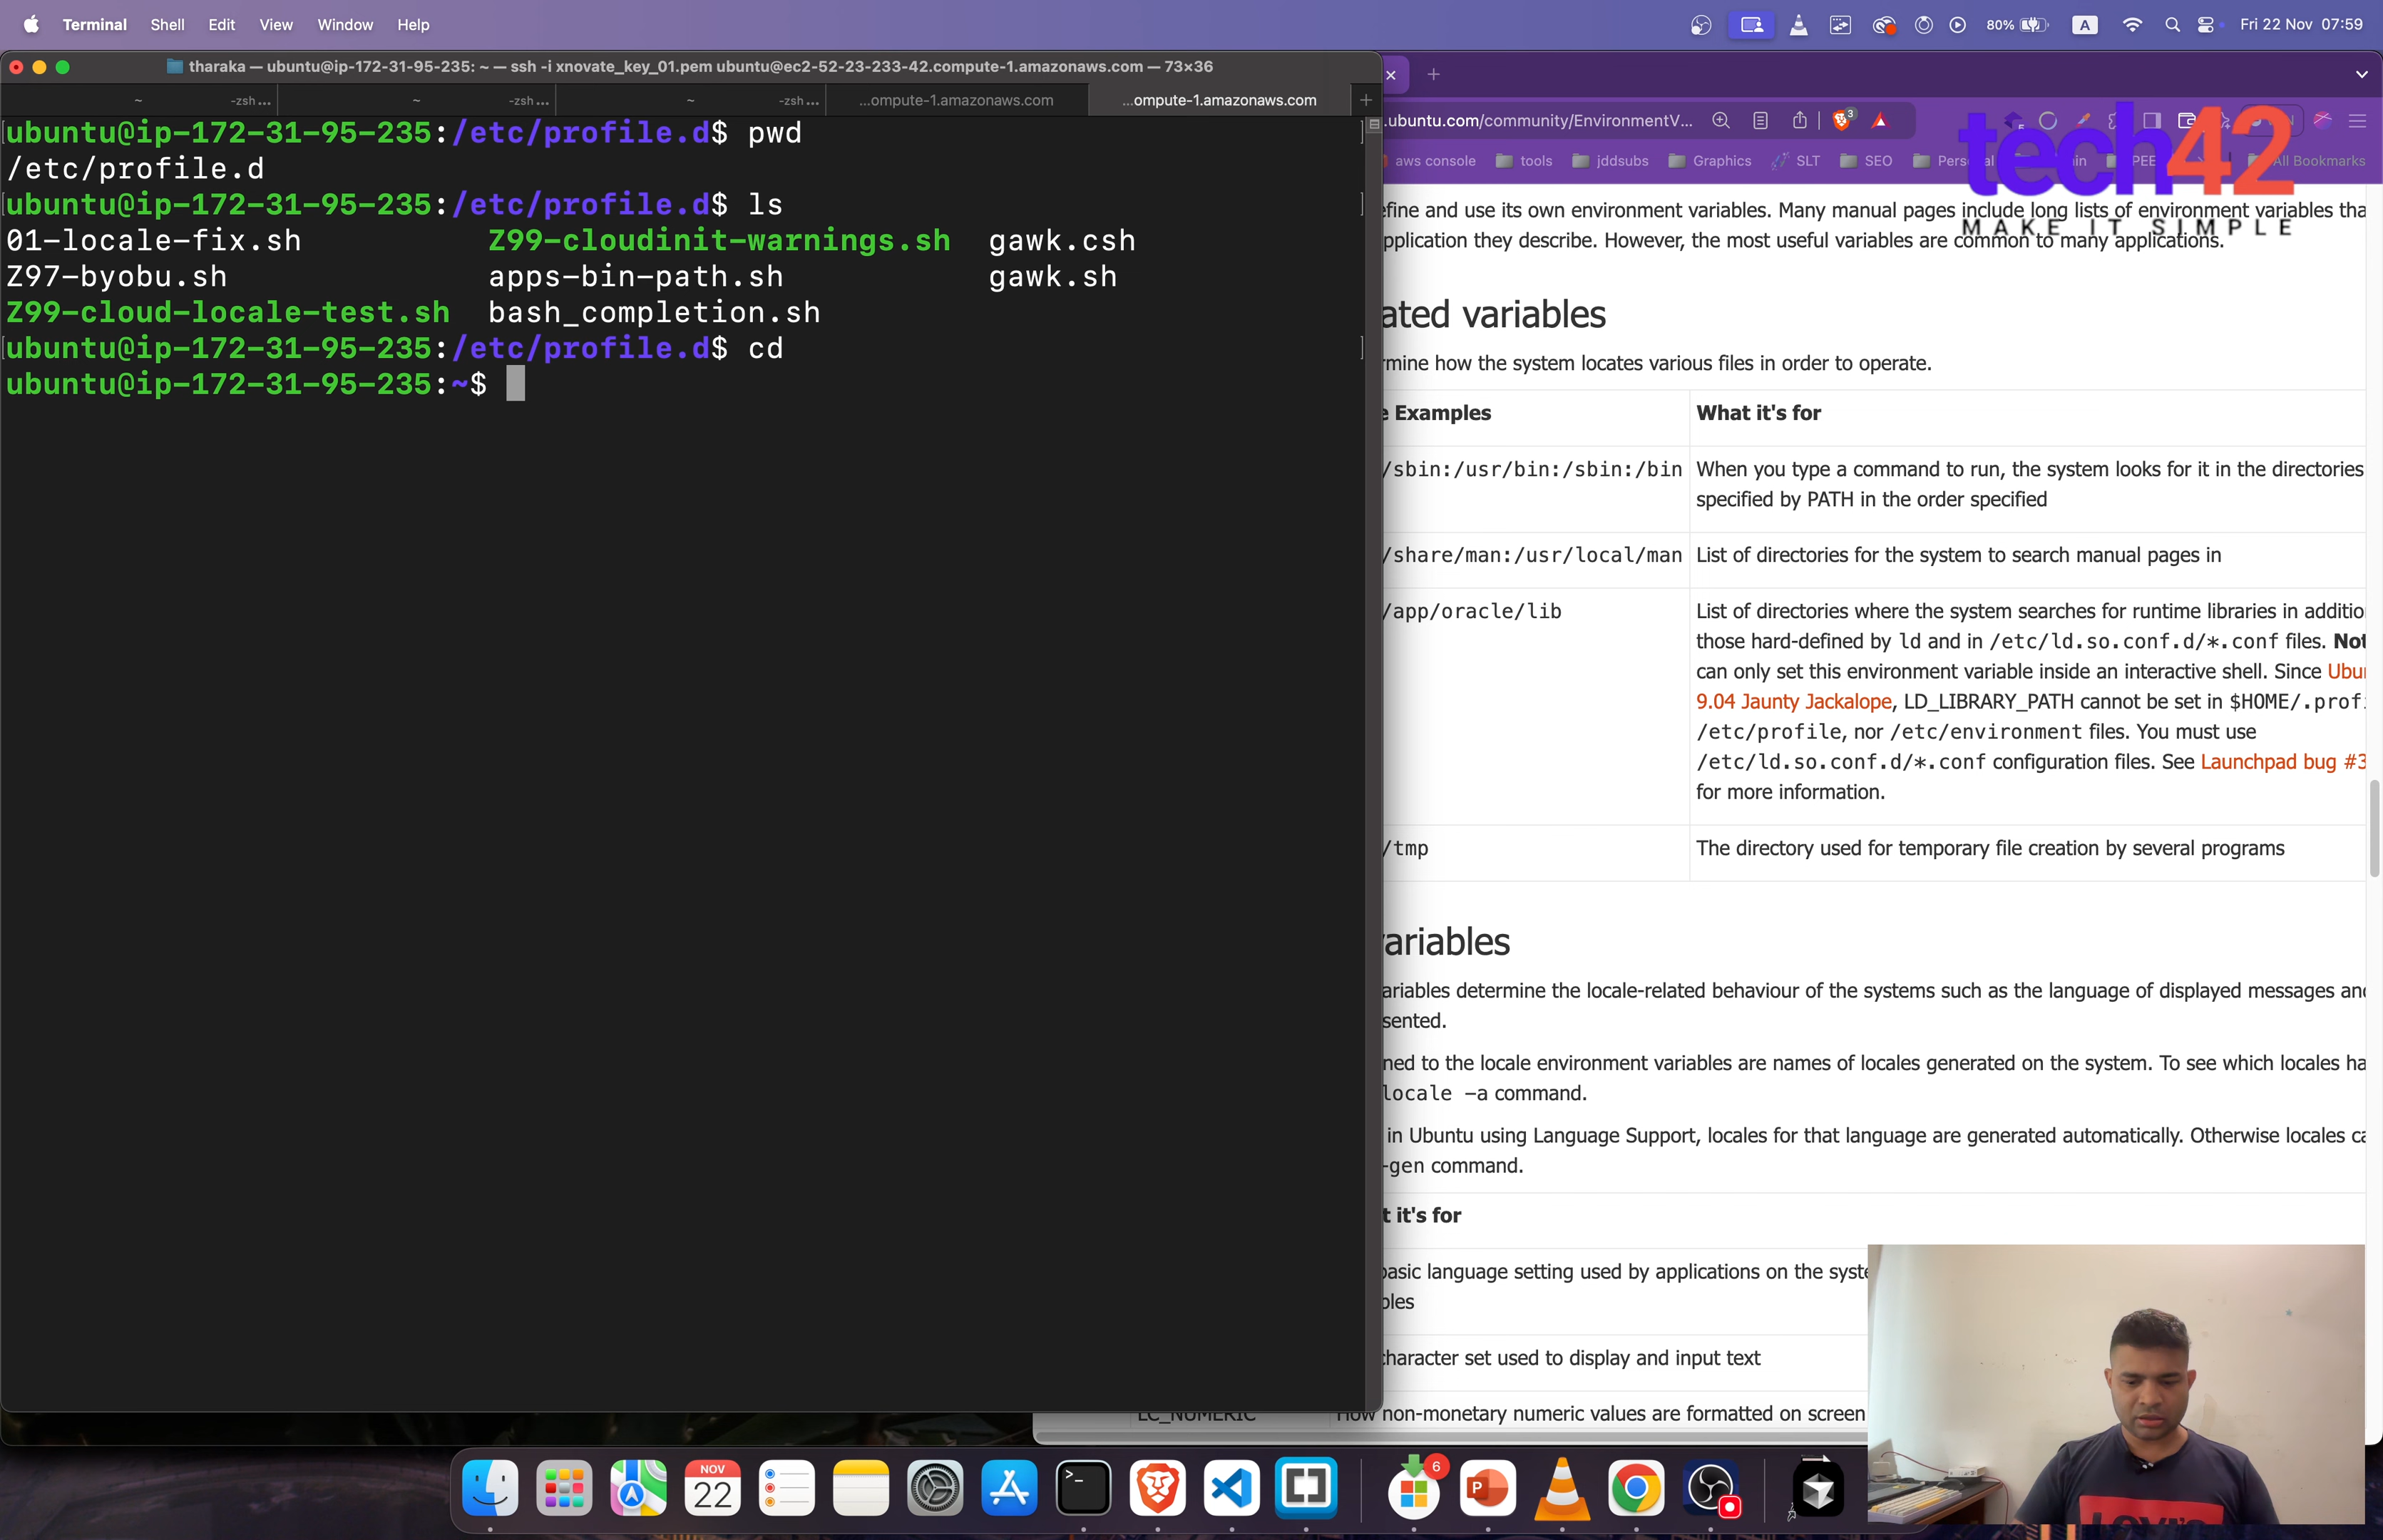 Terminal Shell Edit View Window Help
80% A Fri 22 Nov 07:59
tharaka — ubuntu@ip-172-31-95-235: ~ — ssh -i xnovate_key_01.pem ubuntu@ec2-52-23-233-42.compute-1.amazonaws.com — 73×36
~ -zsh... ~ -zsh... ~ -zsh... ...ompute-1.amazonaws.com ...ompute-1.amazonaws.com
ubuntu@ip-172-31-95-235:/etc/profile.d$ pwd
/etc/profile.d
ubuntu@ip-172-31-95-235:/etc/profile.d$ ls
01-locale-fix.sh Z99-cloudinit-warnings.sh gawk.csh
Z97-byobu.sh apps-bin-path.sh gawk.sh
Z99-cloud-locale-test.sh bash_completion.sh
ubuntu@ip-172-31-95-235:/etc/profile.d$ cd
ubuntu@ip-172-31-95-235:~$
.ubuntu.com/community/EnvironmentV...
3
aws console tools jddsubs Graphics SLT SEO All Bookmarks
tech42
MAKE IT SIMPLE
efine and use its own environment variables. Many manual pages include long lists of environment variables tha
pplication they describe. However, the most useful variables are common to many applications.
ated variables
rmine how the system locates various files in order to operate.
e Examples What it's for
/sbin:/usr/bin:/sbin:/bin When you type a command to run, the system looks for it in the directories
specified by PATH in the order specified
/share/man:/usr/local/man List of directories for the system to search manual pages in
/app/oracle/lib List of directories where the system searches for runtime libraries in additio
those hard-defined by ld and in /etc/ld.so.conf.d/*.conf files. Not
can only set this environment variable inside an interactive shell. Since Ubu
9.04 Jaunty Jackalope, LD_LIBRARY_PATH cannot be set in $HOME/.prof
/etc/profile, nor /etc/environment files. You must use
/etc/ld.so.conf.d/*.conf configuration files. See Launchpad bug #3
for more information.
/tmp The directory used for temporary file creation by several programs
variables
ariables determine the locale-related behaviour of the systems such as the language of displayed messages and
sented.
ned to the locale environment variables are names of locales generated on the system. To see which locales ha
locale -a command.
in Ubuntu using Language Support, locales for that language are generated automatically. Otherwise locales ca
-gen command.
t it's for
basic language setting used by applications on the syste
bles
character set used to display and input text
LC_NUMERIC How non-monetary numeric values are formatted on screen
NOV
22
6
P